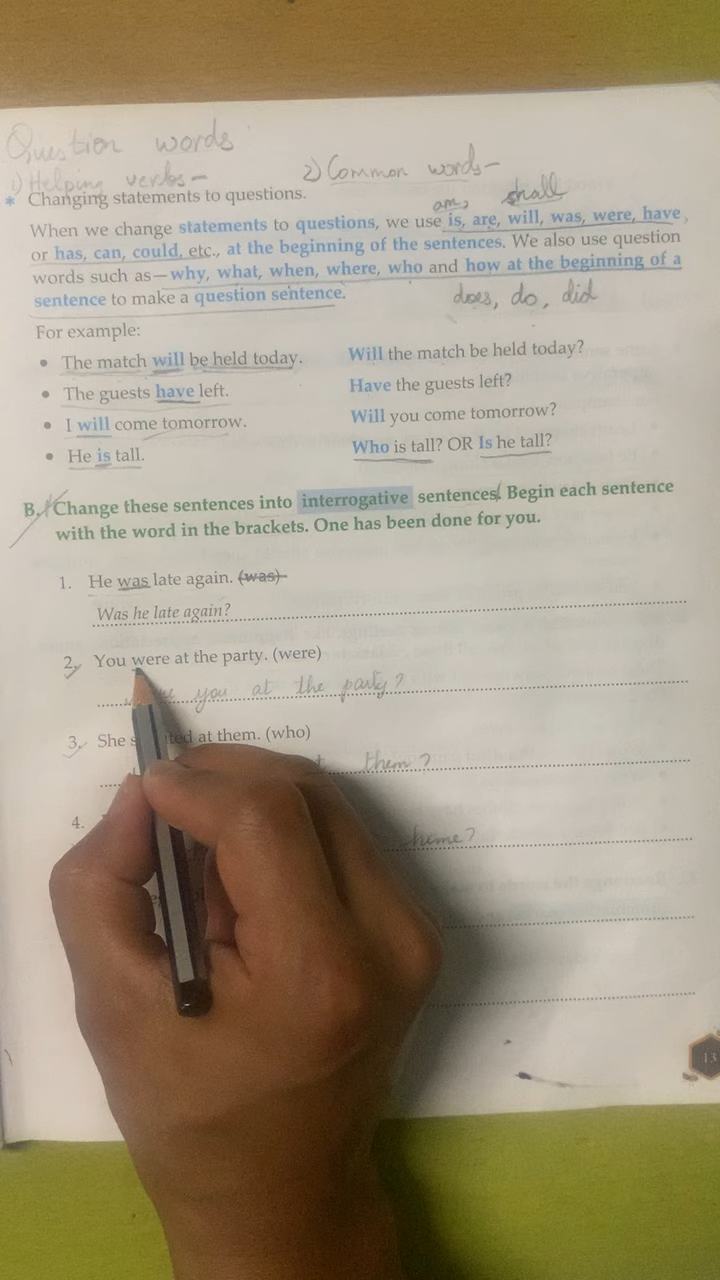 Question words
1) Helping verbs – 2) Common words –
* Changing statements to questions.
am, shall
When we change statements to questions, we use is, are, will, was, were, have,
or has, can, could, etc., at the beginning of the sentences. We also use question
words such as—why, what, when, where, who and how at the beginning of a
sentence to make a question sentence.
does, do, did
For example:
• The match will be held today. Will the match be held today?
• The guests have left. Have the guests left?
• I will come tomorrow. Will you come tomorrow?
• He is tall. Who is tall? OR Is he tall?
B. Change these sentences into interrogative sentences. Begin each sentence
with the word in the brackets. One has been done for you.
1. He was late again. (was)
Was he late again?
2. You were at the party. (were)
you at the party?
3. She at them. (who)
them?
4.
home?
13